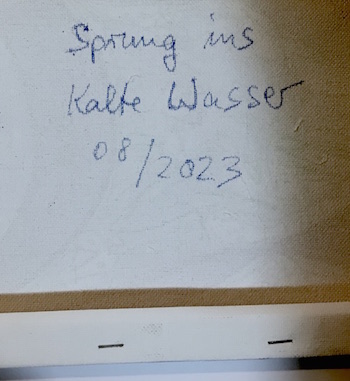 Sprung ins
Kalte Wasser
08/2023